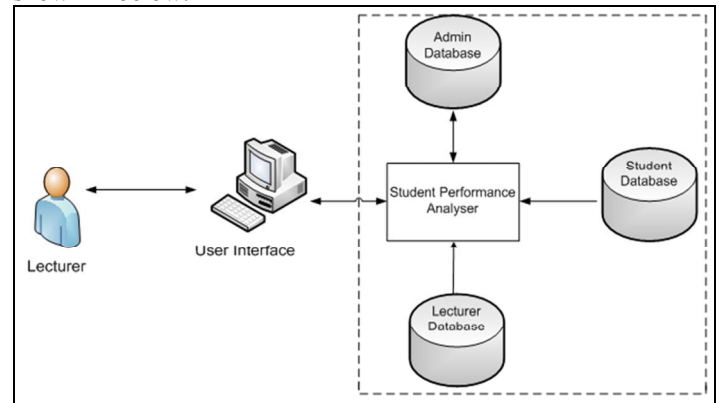 Admin
Database
Student
Database
Student Performance
Analyser
User Interface
Lecturer
Lecturer
Database